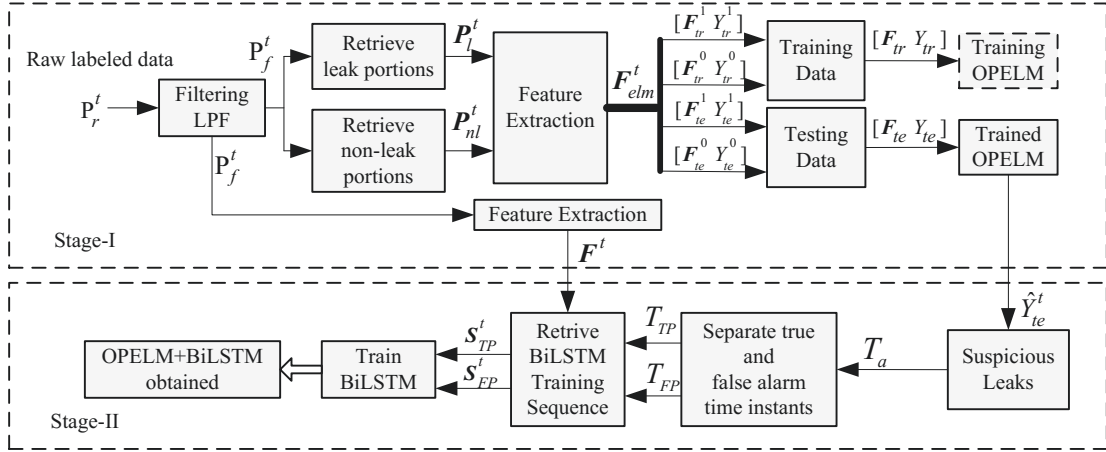 Raw labeled data
P_r^t
Filtering
LPF
P_f^t
P_f^t
Retrieve
leak portions
Retrieve
non-leak
portions
P_l^t
P_nl^t
Feature
Extraction
F_elm^t
[F_tr^1 Y_tr^1]
[F_tr^0 Y_tr^0]
[F_te^1 Y_te^1]
[F_te^0 Y_te^0]
Training
Data
Testing
Data
[F_tr Y_tr]
[F_te Y_te]
Training
OPELM
Trained
OPELM
Feature Extraction
F^t
Stage-I
Ŷ_te^t
Suspicious
Leaks
T_a
Separate true
and
false alarm
time instants
T_TP
T_FP
Retrive
BiLSTM
Training
Sequence
s_TP^t
s_FP^t
Train
BiLSTM
OPELM+BiLSTM
obtained
Stage-II